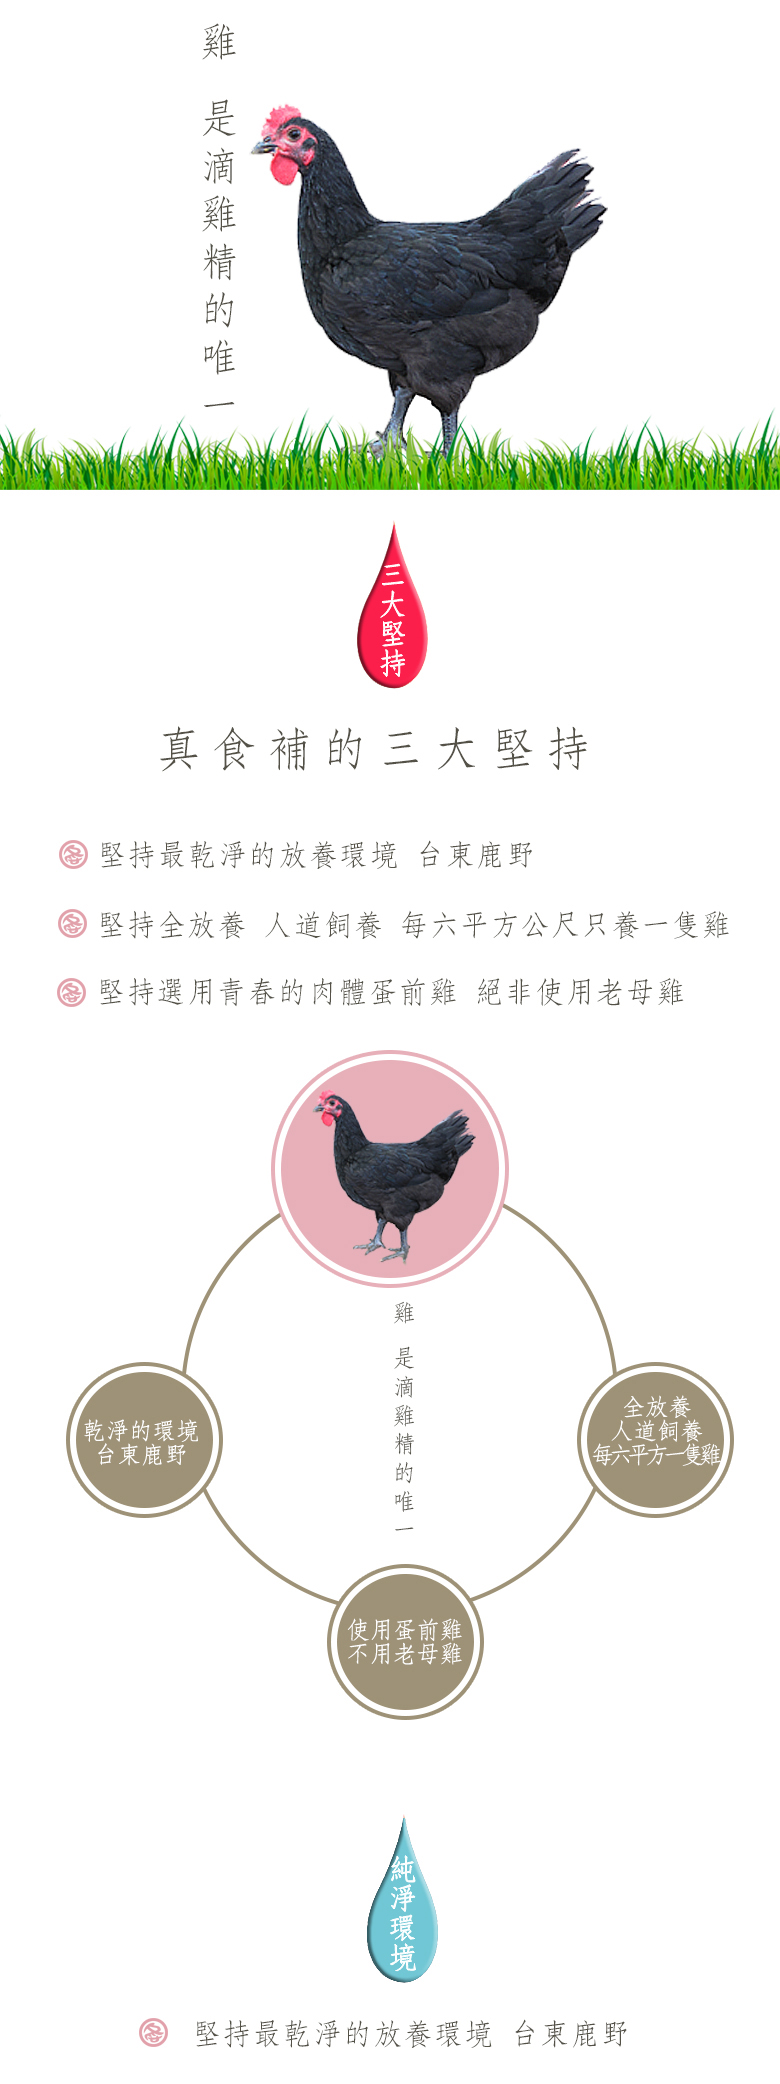 雞 是滴雞精的唯一
三大堅持
真食補的三大堅持
堅持最乾淨的放養環境 台東鹿野
堅持全放養 人道飼養 每六平方公尺只養一隻雞
堅持選用青春的肉體蛋前雞 絕非使用老母雞
雞 是滴雞精的唯一
乾淨的環境
台東鹿野
全放養
人道飼養
每六平方一隻雞
使用蛋前雞
不用老母雞
純淨環境
堅持最乾淨的放養環境 台東鹿野